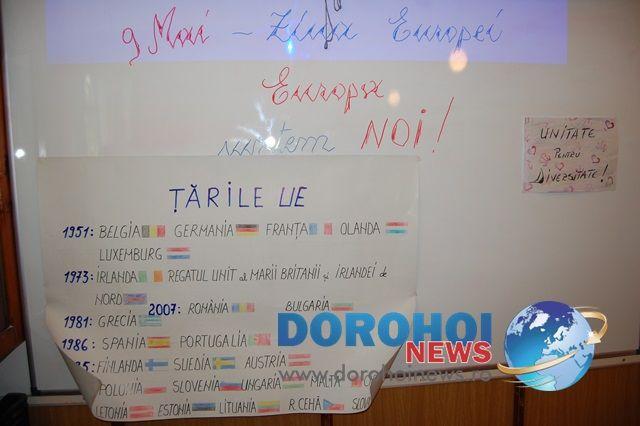 9 Mai - Ziua Europei
Europa
suntem NOI!
UNITATE
PENTRU
DIVERSITATE!
ȚĂRILE UE
1951: BELGIA GERMANIA FRANȚA OLANDA
LUXEMBURG
1973: IRLANDA REGATUL UNIT al MARII BRITANII și IRLANDEI de
NORD 2007: ROMÂNIA BULGARIA
1981: GRECIA
1986: SPANIA PORTUGALIA
FINLANDA SUEDIA AUSTRIA
POLONIA SLOVENIA UNGARIA MALTA
LETONIA ESTONIA LITUANIA R. CEHĂ
DOROHOI
NEWS
www.dorohoinews.ro